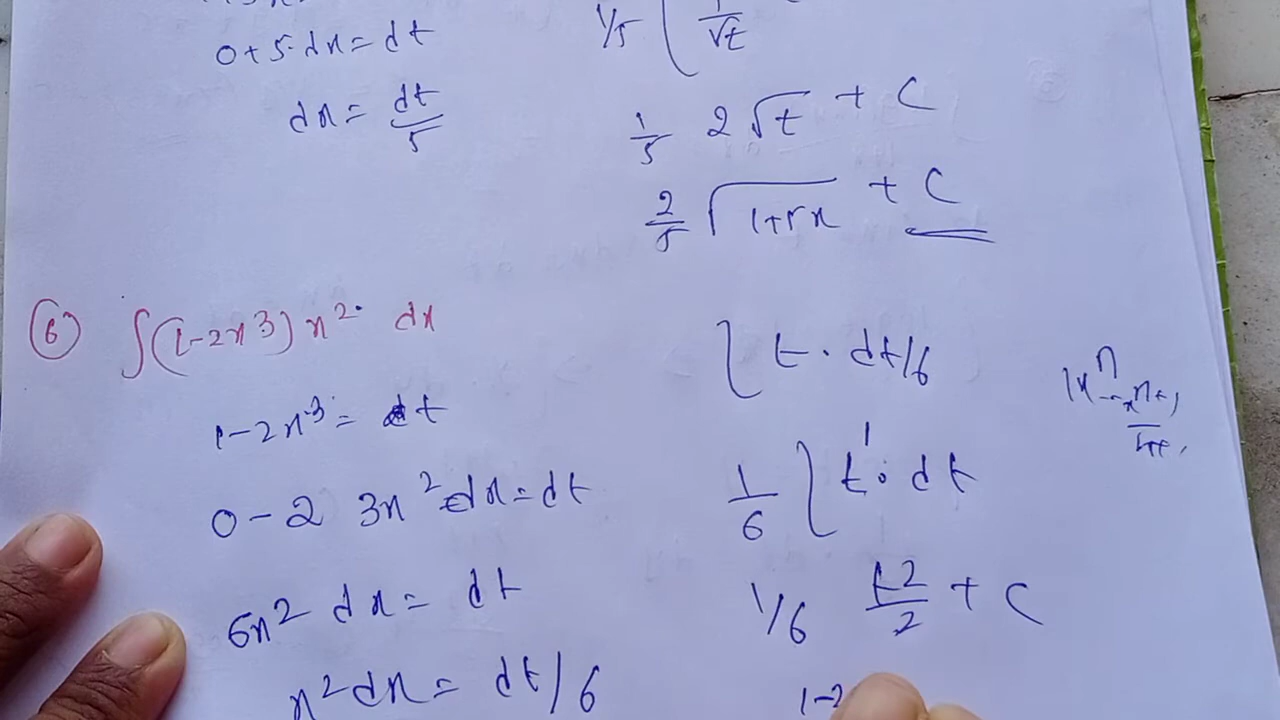 0 + 5·dx = dt
dx = dt/5
1/5 ∫ 1/√t
1/5 2√t + C
2/5 √(1+5x) + C
⑥ ∫(1-2x³) x² dx
1-2x³ = t
0 - 2 3x² dx = dt
6x² dx = dt
x² dx = dt/6
∫ t · dt/6
1/6 ∫ t¹· dt
1/6 t²/2 + C
1-2